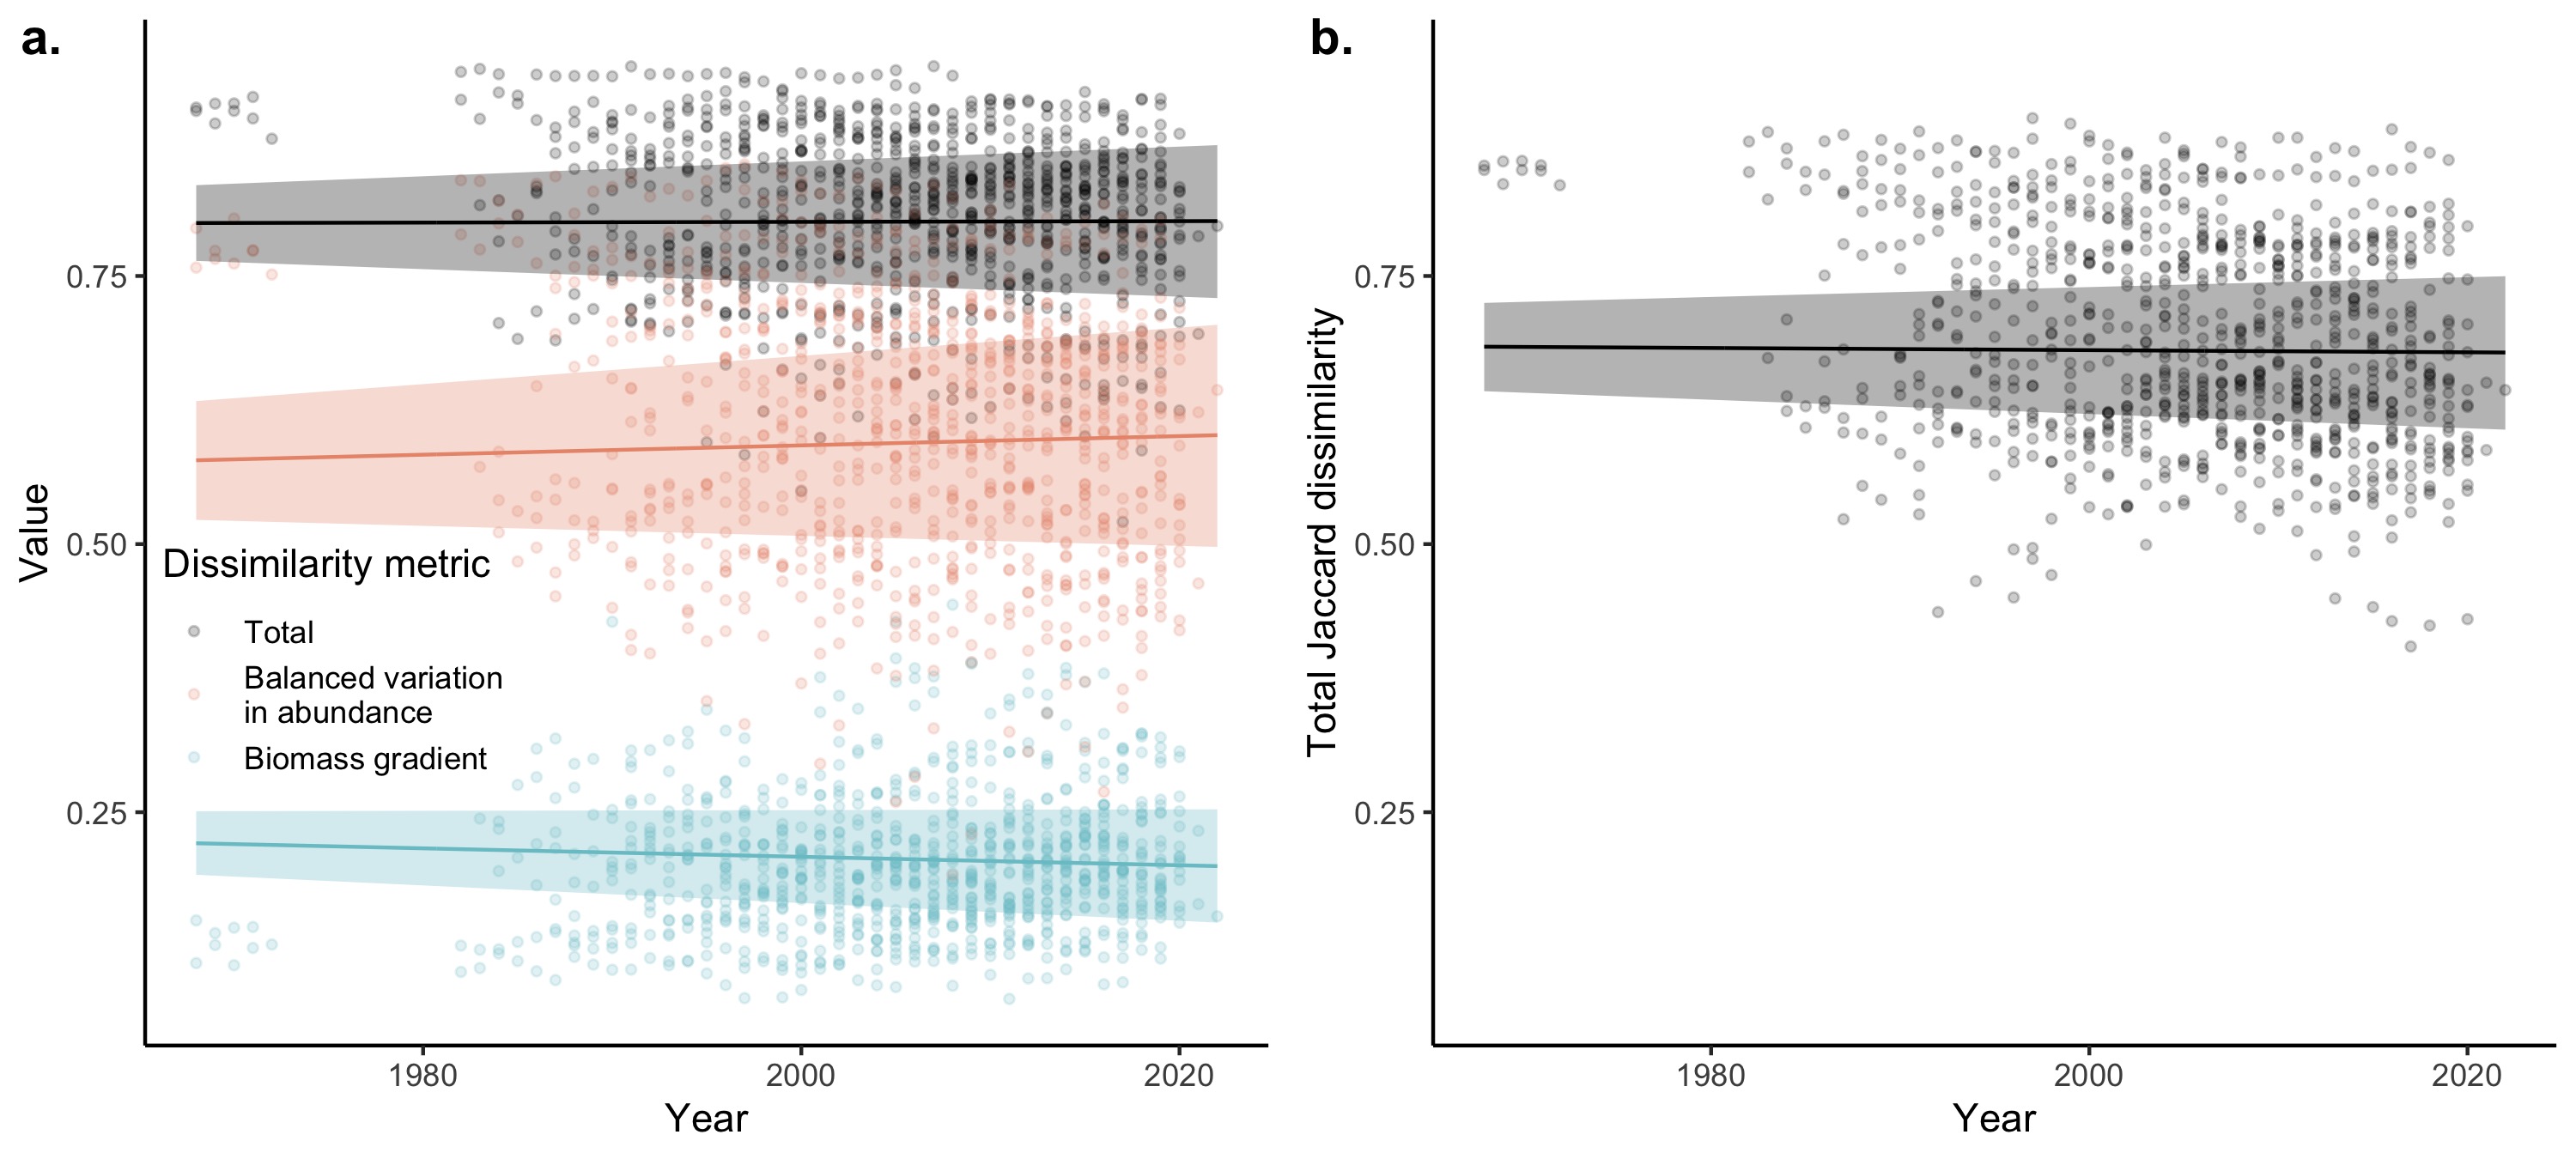 a.
Value
0.75
0.50
0.25
Dissimilarity metric
Total
Balanced variation
in abundance
Biomass gradient
1980
2000
2020
Year
b.
Total Jaccard dissimilarity
0.75
0.50
0.25
1980
2000
2020
Year